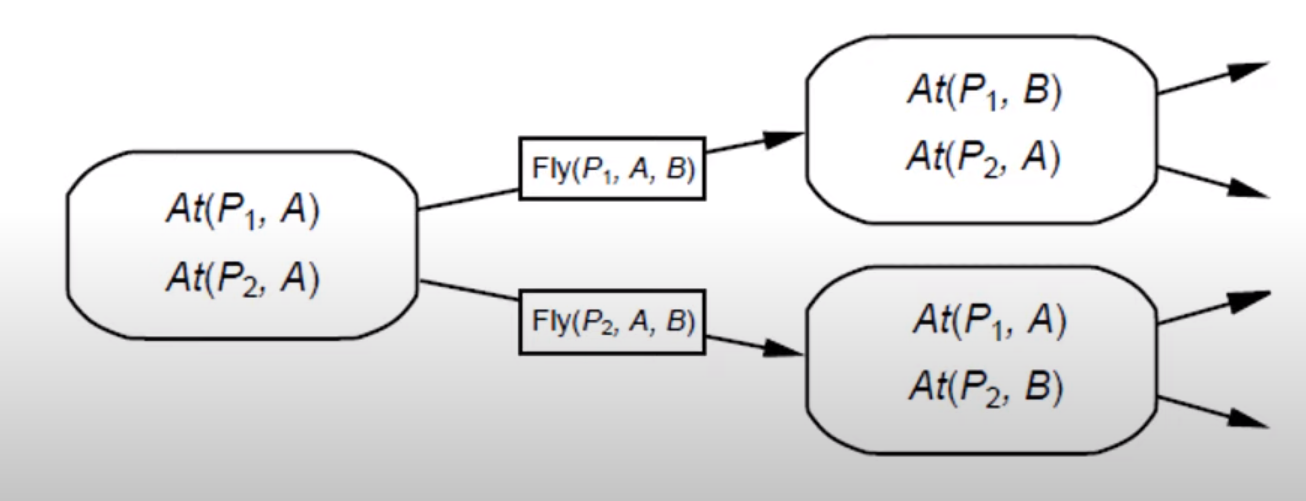 At(P₁, A)
At(P₂, A)
Fly(P₁, A, B)
Fly(P₂, A, B)
At(P₁, B)
At(P₂, A)
At(P₁, A)
At(P₂, B)